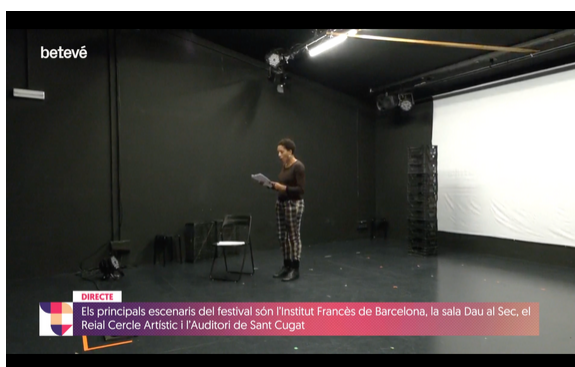 betevé
DIRECTE
Els principals escenaris del festival són l'Institut Francès de Barcelona, la sala Dau al Sec, el
Reial Cercle Artístic i l'Auditori de Sant Cugat